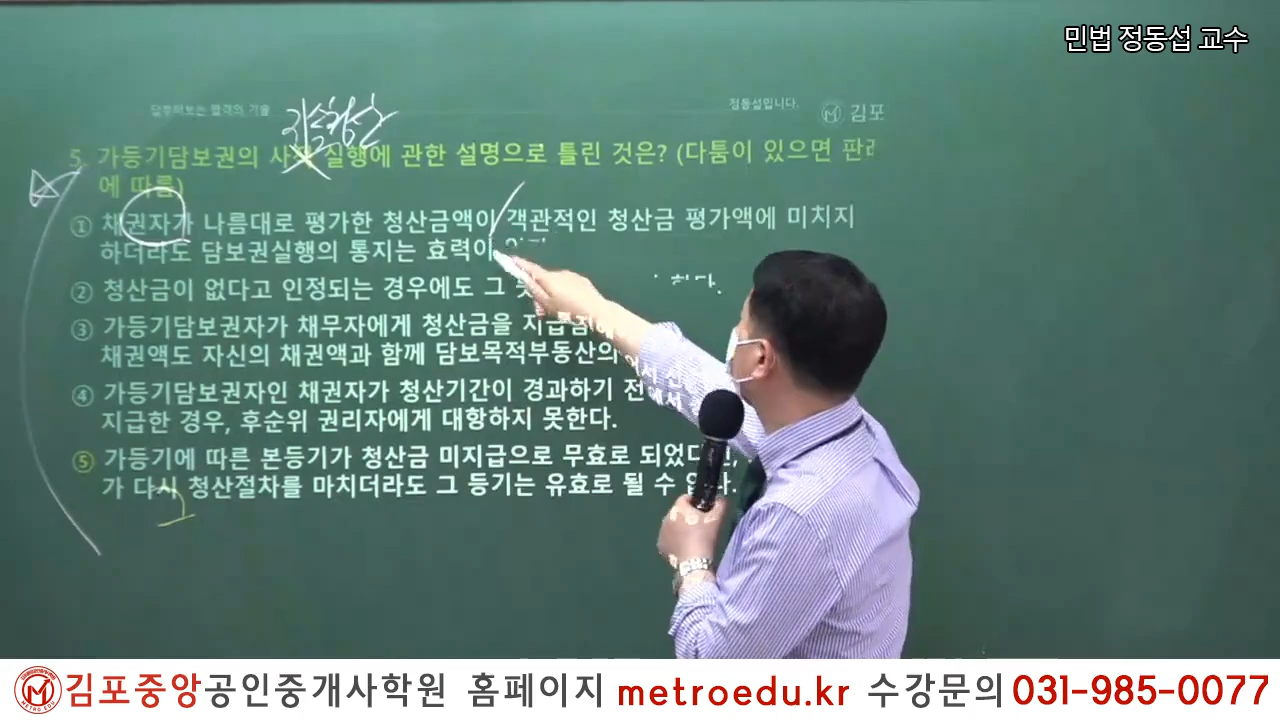 민법 정동섭 교수
정동섭입니다.
김포
5. 가등기담보권의 사적 실행에 관한 설명으로 틀린 것은? (다툼이 있으면 판례
에 따름)
① 채권자가 나름대로 평가한 청산금액이 객관적인 청산금 평가액에 미치지
하더라도 담보권실행의 통지는 효력이
② 청산금이 없다고 인정되는 경우에도 그
③ 가등기담보권자가 채무자에게 청산금을
채권액도 자신의 채권액과 함께 담보목적부동산의
④ 가등기담보권자인 채권자가 청산기간이 경과하기 전에
지급한 경우, 후순위 권리자에게 대항하지 못한다.
⑤ 가등기에 따른 본등기가 청산금 미지급으로 무효로 되었다
가 다시 청산절차를 마치더라도 그 등기는 유효로 될 수 없다.
김포중앙공인중개사학원 홈페이지 metroedu.kr 수강문의 031-985-0077